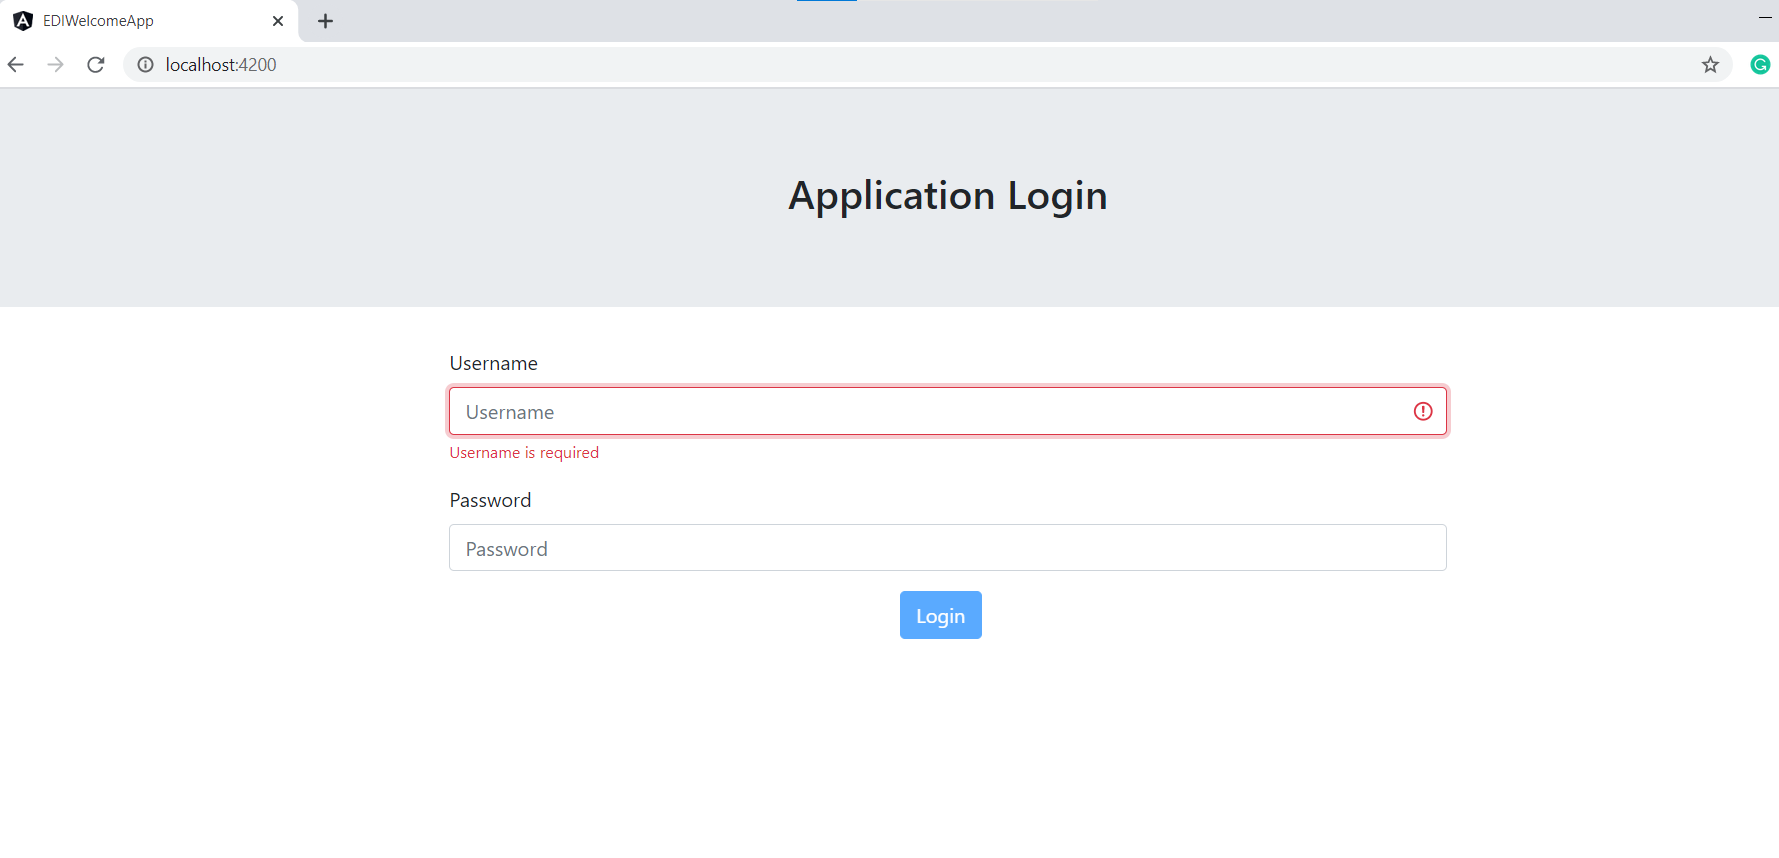 EDIWelcomeApp
localhost:4200
Application Login
Username
Username
Username is required
Password
Password
Login